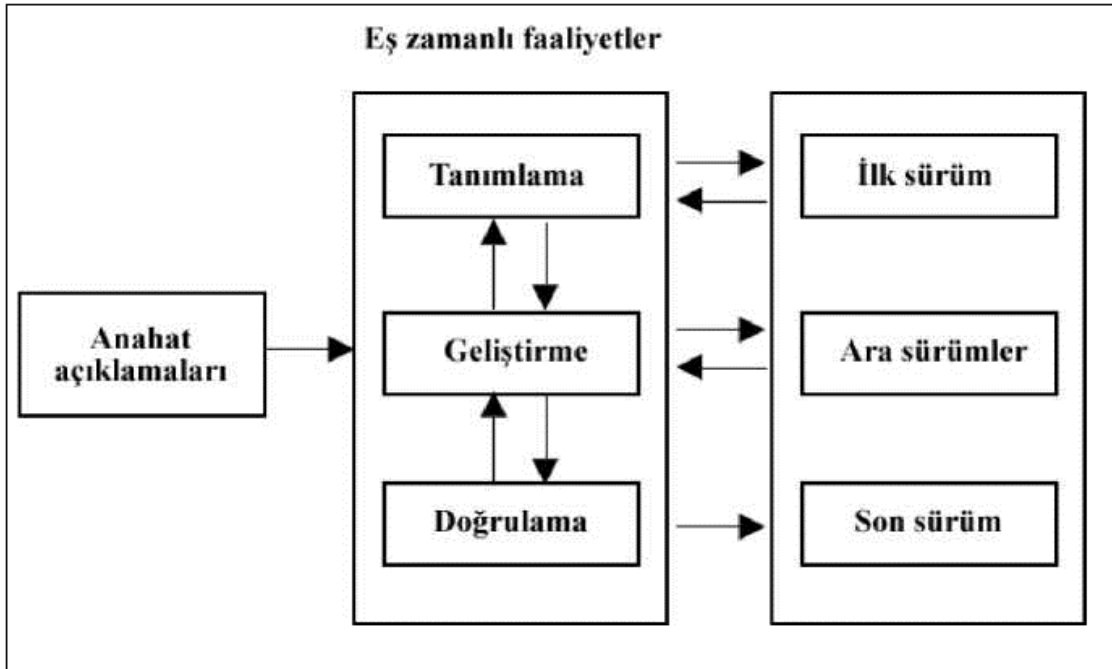 Eş zamanlı faaliyetler
Anahat
açıklamaları
Tanımlama
Geliştirme
Doğrulama
İlk sürüm
Ara sürümler
Son sürüm